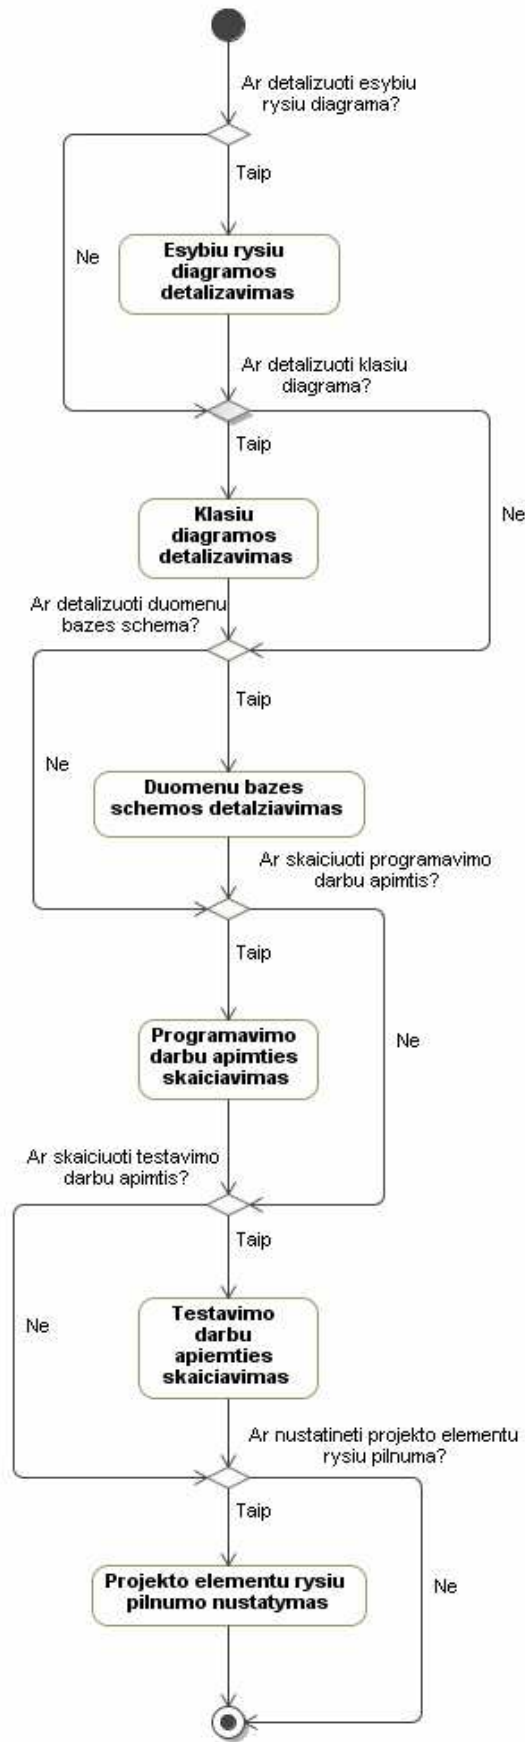 Ar detalizuoti esybiu
rysiu diagrama?
Taip
Ne
Esybiu rysiu
diagramos
detalizavimas
Ar detalizuoti klasiu
diagrama?
Taip
Ne
Klasiu
diagramos
detalizavimas
Ar detalizuoti duomenu
bazes schema?
Taip
Ne
Duomenu bazes
schemos detalziavimas
Ar skaiciuoti programavimo
darbu apimtis?
Taip
Ne
Programavimo
darbu apimties
skaiciavimas
Ar skaiciuoti testavimo
darbu apimtis?
Taip
Ne
Testavimo
darbu
apiemties
skaiciavimas
Ar nustatineti projekto elementu
rysiu pilnuma?
Taip
Ne
Projekto elementu rysiu
pilnumo nustatymas